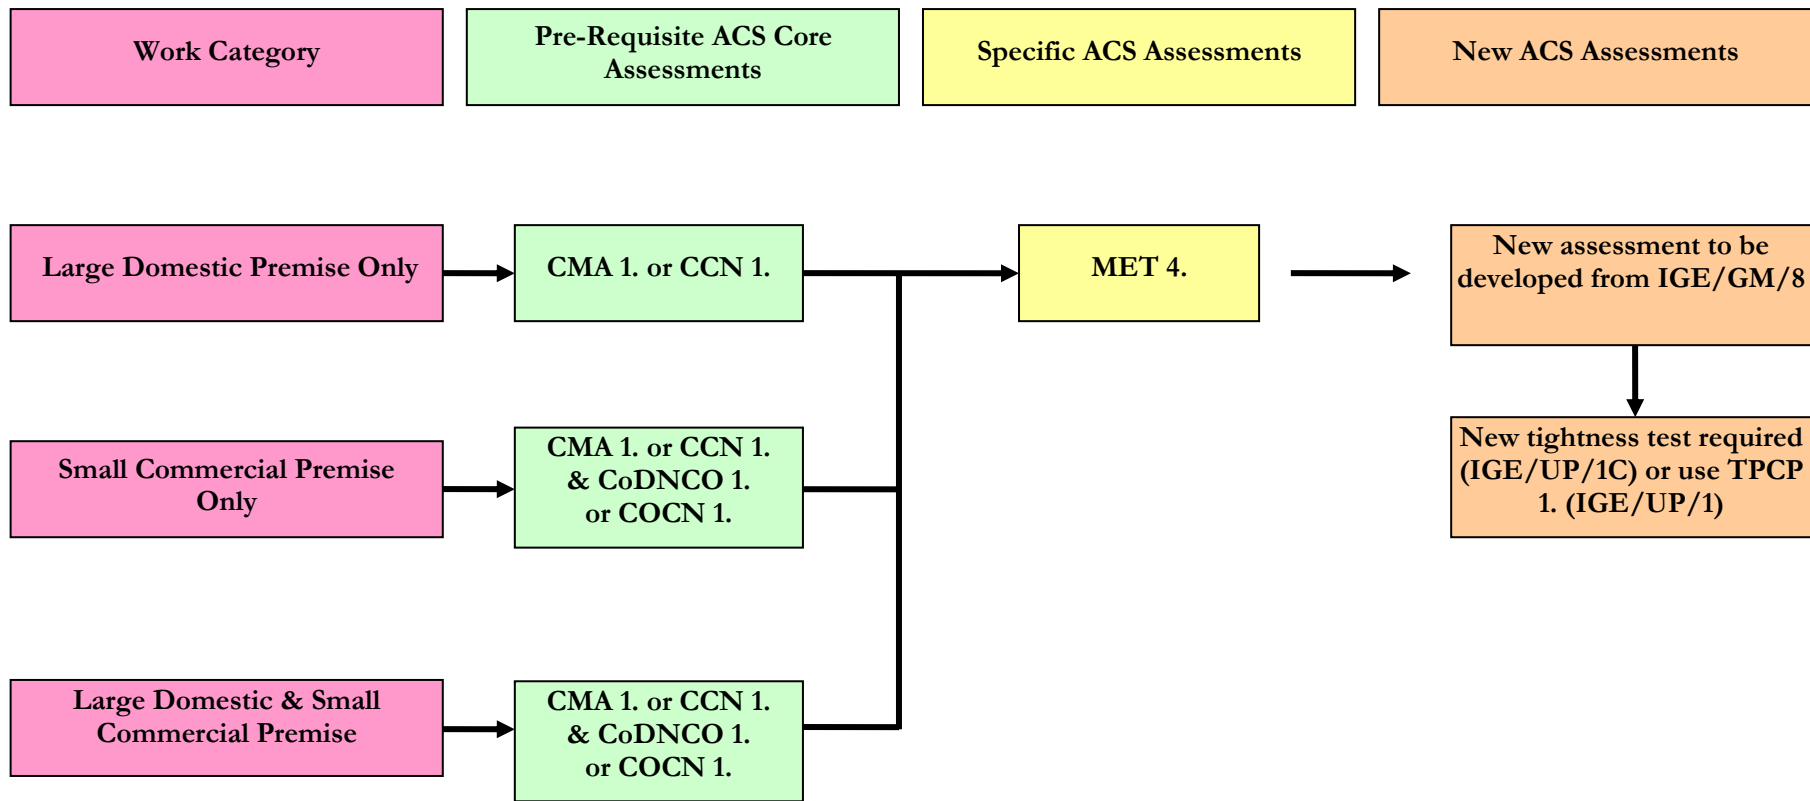 Work Category
Pre-Requisite ACS Core
Assessments
Specific ACS Assessments
New ACS Assessments
Large Domestic Premise Only
CMA 1. or CCN 1.
MET 4.
New assessment to be
developed from IGE/GM/8
Small Commercial Premise
Only
CMA 1. or CCN 1.
& CoDNCO 1.
or COCN 1.
New tightness test required
(IGE/UP/1C) or use TPCP
1. (IGE/UP/1)
Large Domestic & Small
Commercial Premise
CMA 1. or CCN 1.
& CoDNCO 1.
or COCN 1.